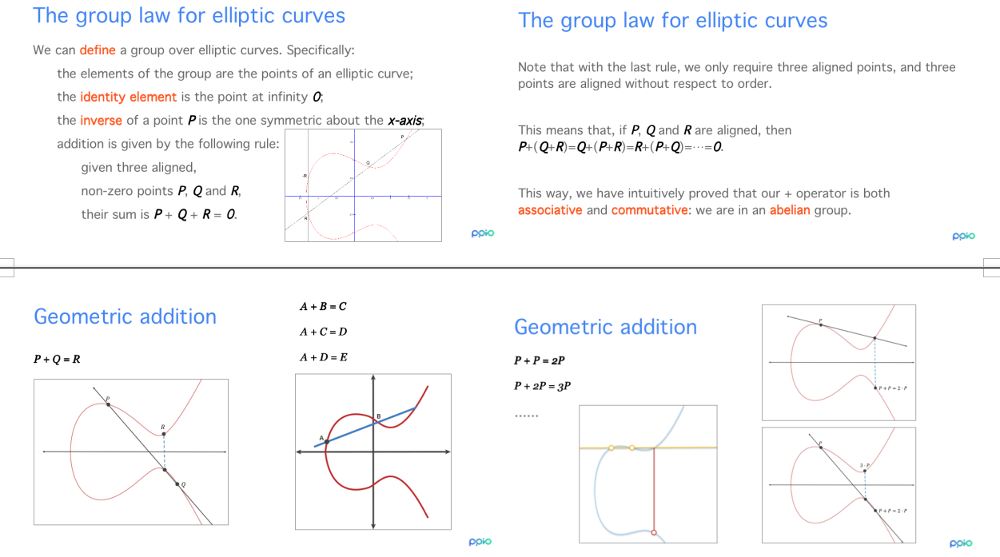 The group law for elliptic curves
We can define a group over elliptic curves. Specifically:
the elements of the group are the points of an elliptic curve;
the identity element is the point at infinity 0;
the inverse of a point P is the one symmetric about the x-axis;
addition is given by the following rule:
given three aligned,
non-zero points P, Q and R,
their sum is P + Q + R = 0.
P
Q
-R
R
ppio
The group law for elliptic curves
Note that with the last rule, we only require three aligned points, and three
points are aligned without respect to order.
This means that, if P, Q and R are aligned, then
P+(Q+R)=Q+(P+R)=R+(P+Q)=⋯=0.
This way, we have intuitively proved that our + operator is both
associative and commutative: we are in an abelian group.
ppio
Geometric addition
P + Q = R
P
R
Q
A + B = C
A + C = D
A + D = E
A
B
ppio
Geometric addition
P + P = 2P
P + 2P = 3P
......
P
P + P = 2 · P
P
3 · P
P + P = 2 · P
ppio